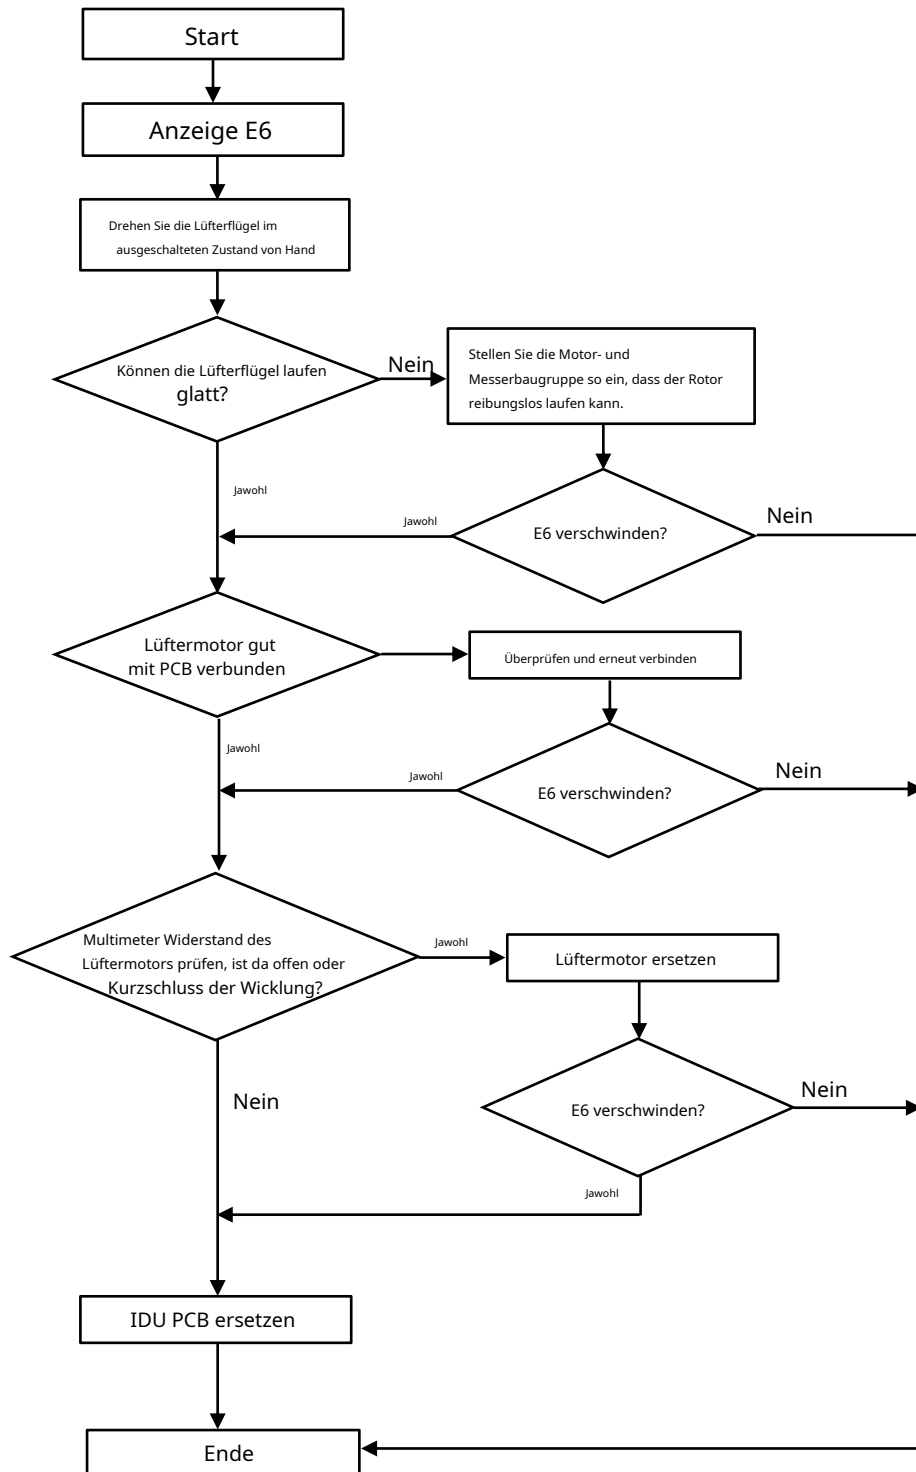 Start
Anzeige E6
Drehen Sie die Lüfterflügel im
ausgeschalteten Zustand von Hand
Können die Lüfterflügel laufen
glatt?
Nein
Stellen Sie die Motor- und
Messerbaugruppe so ein, dass der Rotor
reibungslos laufen kann.
Jawohl
Jawohl
E6 verschwinden?
Nein
Lüftermotor gut
mit PCB verbunden
Überprüfen und erneut verbinden
Jawohl
Jawohl
E6 verschwinden?
Nein
Multimeter Widerstand des
Lüftermotors prüfen, ist da offen oder
Kurzschluss der Wicklung?
Jawohl
Lüftermotor ersetzen
Nein
E6 verschwinden?
Nein
Jawohl
IDU PCB ersetzen
Ende